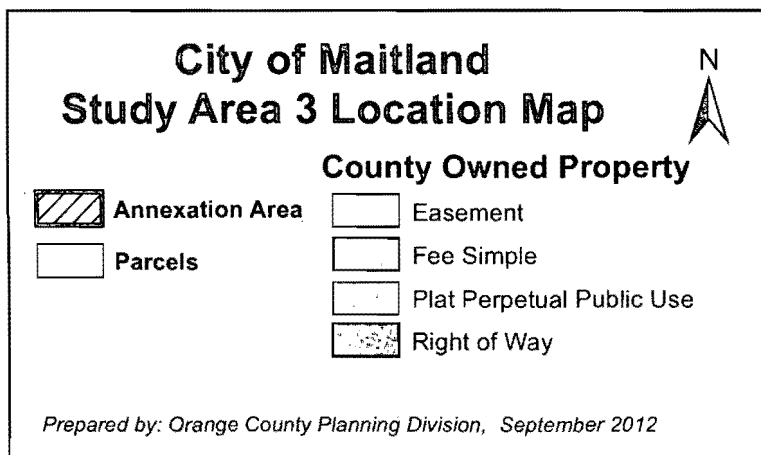 City of Maitland
Study Area 3 Location Map
N
County Owned Property
Annexation Area
Parcels
Easement
Fee Simple
Plat Perpetual Public Use
Right of Way
Prepared by: Orange County Planning Division, September 2012